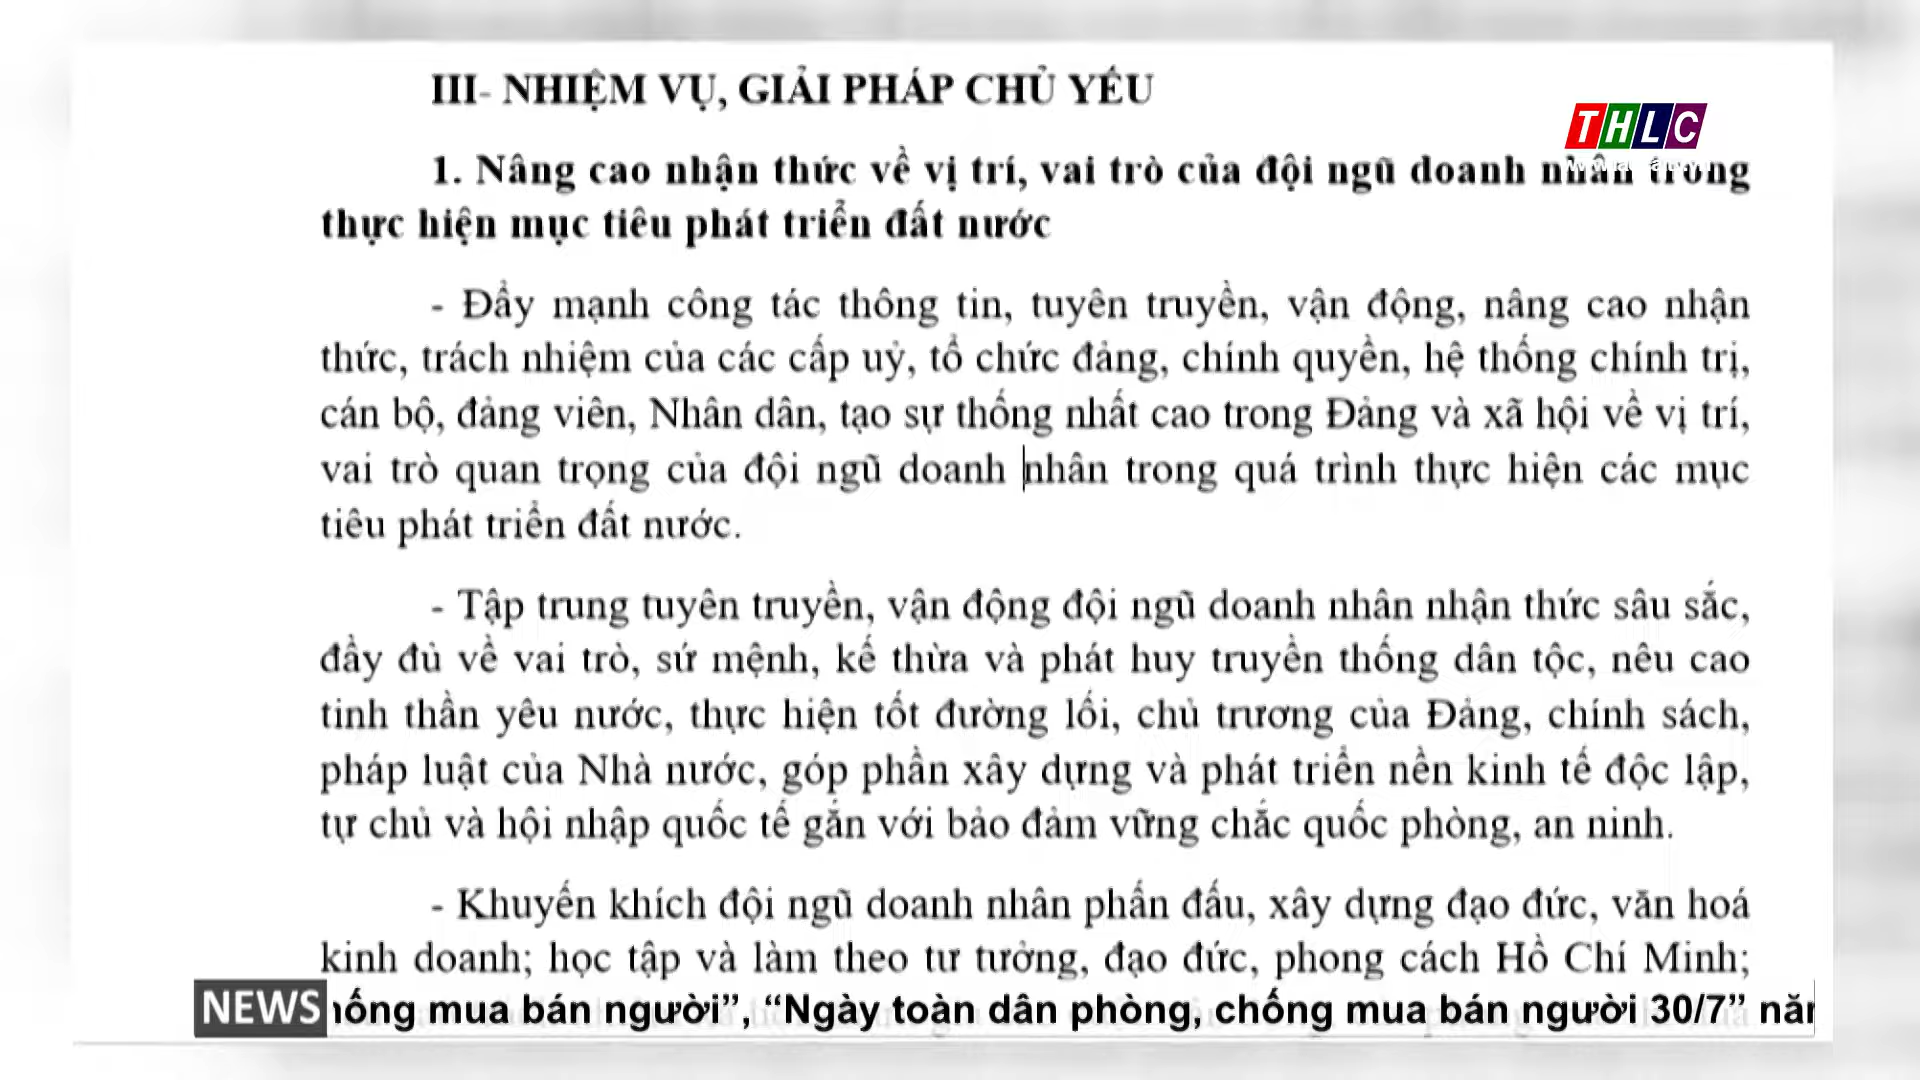 III- NHIỆM VỤ, GIẢI PHÁP CHỦ YẾU
THLC
1. Nâng cao nhận thức về vị trí, vai trò của đội ngũ doanh nhân trong
thực hiện mục tiêu phát triển đất nước
- Đẩy mạnh công tác thông tin, tuyên truyền, vận động, nâng cao nhận
thức, trách nhiệm của các cấp uỷ, tổ chức đảng, chính quyền, hệ thống chính trị,
cán bộ, đảng viên, Nhân dân, tạo sự thống nhất cao trong Đảng và xã hội về vị trí,
vai trò quan trọng của đội ngũ doanh nhân trong quá trình thực hiện các mục
tiêu phát triển đất nước.
- Tập trung tuyên truyền, vận động đội ngũ doanh nhân nhận thức sâu sắc,
đầy đủ về vai trò, sứ mệnh, kế thừa và phát huy truyền thống dân tộc, nêu cao
tinh thần yêu nước, thực hiện tốt đường lối, chủ trương của Đảng, chính sách,
pháp luật của Nhà nước, góp phần xây dựng và phát triển nền kinh tế độc lập,
tự chủ và hội nhập quốc tế gắn với bảo đảm vững chắc quốc phòng, an ninh.
- Khuyến khích đội ngũ doanh nhân phấn đấu, xây dựng đạo đức, văn hoá
kinh doanh; học tập và làm theo tư tưởng, đạo đức, phong cách Hồ Chí Minh;
NEWS hống mua bán người”, “Ngày toàn dân phòng, chống mua bán người 30/7”